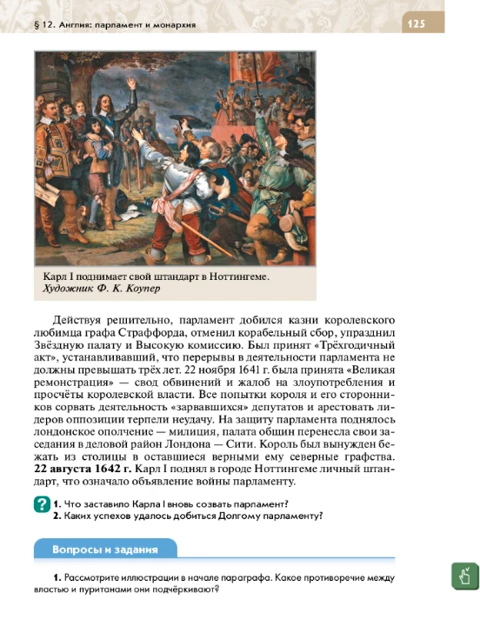 § 12. Англия: парламент и монархия
125
Карл I поднимает свой штандарт в Ноттингеме.
Художник Ф. К. Коупер
Действуя решительно, парламент добился казни королевского
любимца графа Страффорда, отменил корабельный сбор, упразднил
Звёздную палату и Высокую комиссию. Был принят «Трёхгодичный
акт», устанавливавший, что перерывы в деятельности парламента не
должны превышать трёх лет. 22 ноября 1641 г. была принята «Великая
ремонстрация» — свод обвинений и жалоб на злоупотребления и
просчёты королевской власти. Все попытки короля и его сторонни-
ков сорвать деятельность «зарвавшихся» депутатов и арестовать ли-
деров оппозиции терпели неудачу. На защиту парламента поднялось
лондонское ополчение — милиция, палата общин перенесла свои за-
седания в деловой район Лондона — Сити. Король был вынужден бе-
жать из столицы в оставшиеся верными ему северные графства.
22 августа 1642 г. Карл I поднял в городе Ноттингеме личный штан-
дарт, что означало объявление войны парламенту.
? 1. Что заставило Карла I вновь созвать парламент?
2. Каких успехов удалось добиться Долгому парламенту?
Вопросы и задания
1. Рассмотрите иллюстрации в начале параграфа. Какое противоречие между
властью и пуританами они подчёркивают?